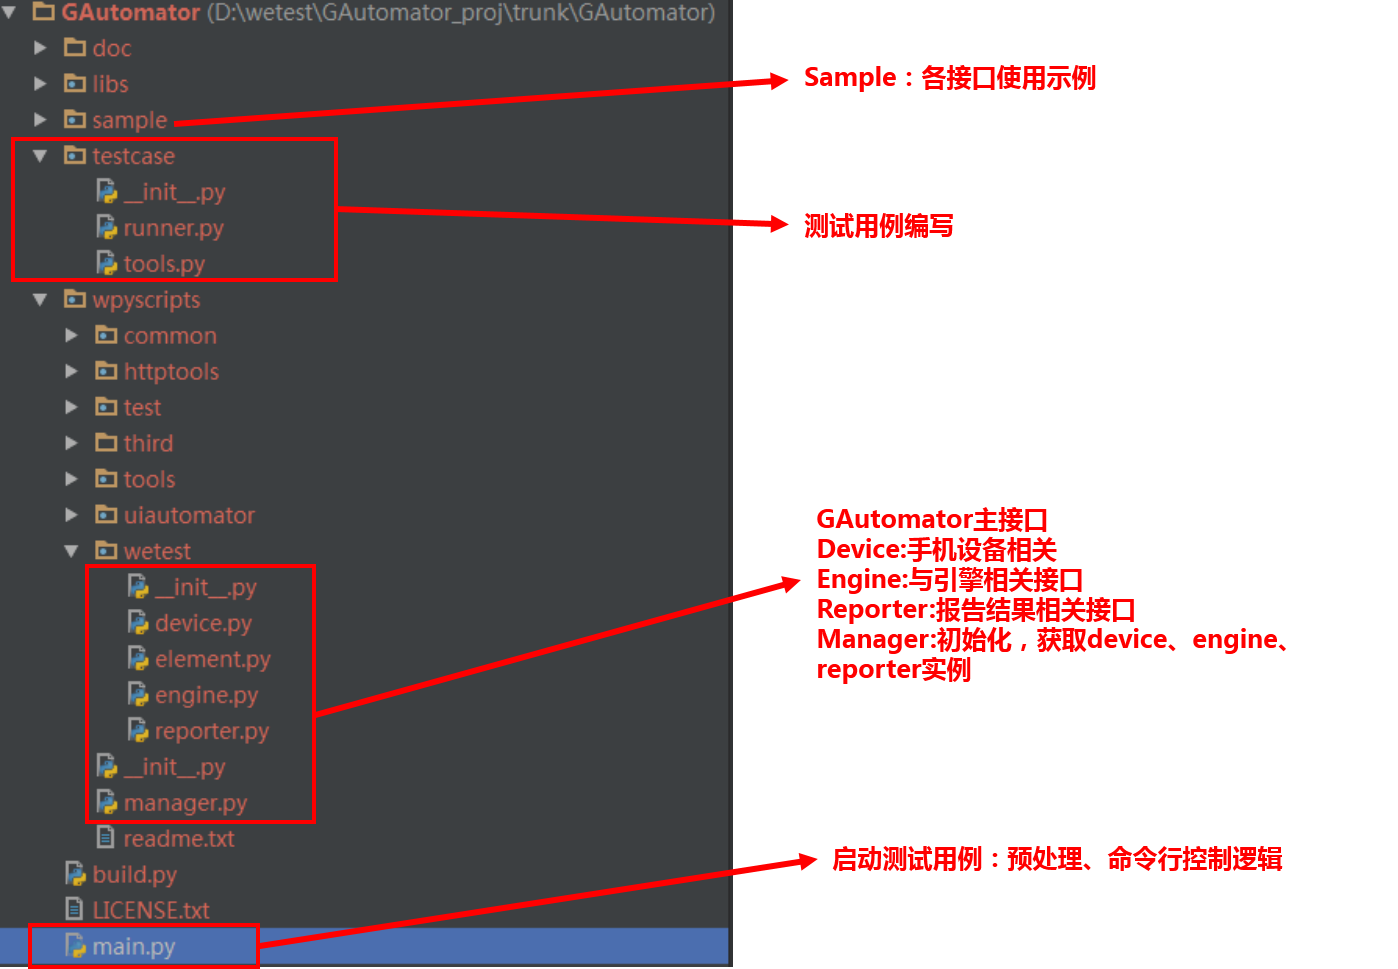 GAutomator (D:\wetest\GAutomator_proj\trunk\GAutomator)
doc
libs
sample
testcase
__init__.py
runner.py
tools.py
wpyscripts
common
httptools
test
third
tools
uiautomator
wetest
__init__.py
device.py
element.py
engine.py
reporter.py
__init__.py
manager.py
readme.txt
build.py
LICENSE.txt
main.py
Sample：各接口使用示例
测试用例编写
GAutomator主接口
Device:手机设备相关
Engine:与引擎相关接口
Reporter:报告结果相关接口
Manager:初始化，获取device、engine、
reporter实例
启动测试用例：预处理、命令行控制逻辑